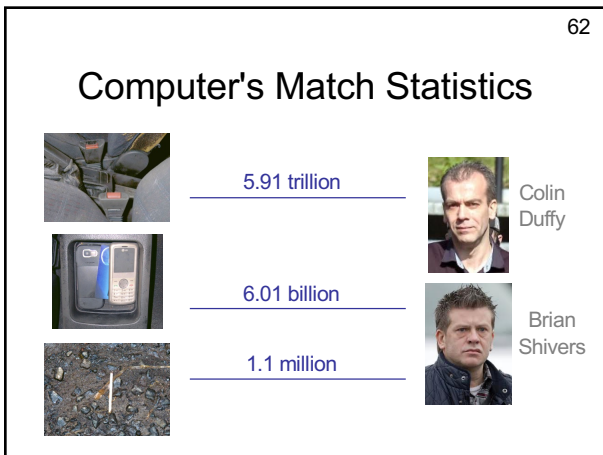 62
Computer's Match Statistics
5.91 trillion
Colin
Duffy
6.01 billion
Brian
Shivers
1.1 million